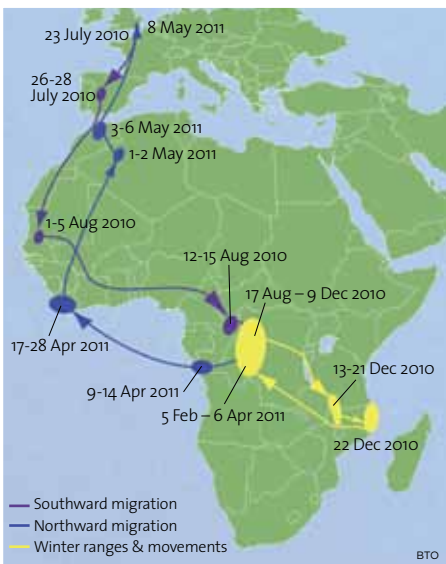 23 July 2010
8 May 2011
26-28
July 2010
3-6 May 2011
1-2 May 2011
1-5 Aug 2010
12-15 Aug 2010
17 Aug – 9 Dec 2010
17-28 Apr 2011
13-21 Dec 2010
9-14 Apr 2011
5 Feb – 6 Apr 2011
22 Dec 2010
Southward migration
Northward migration
Winter ranges & movements
BTO